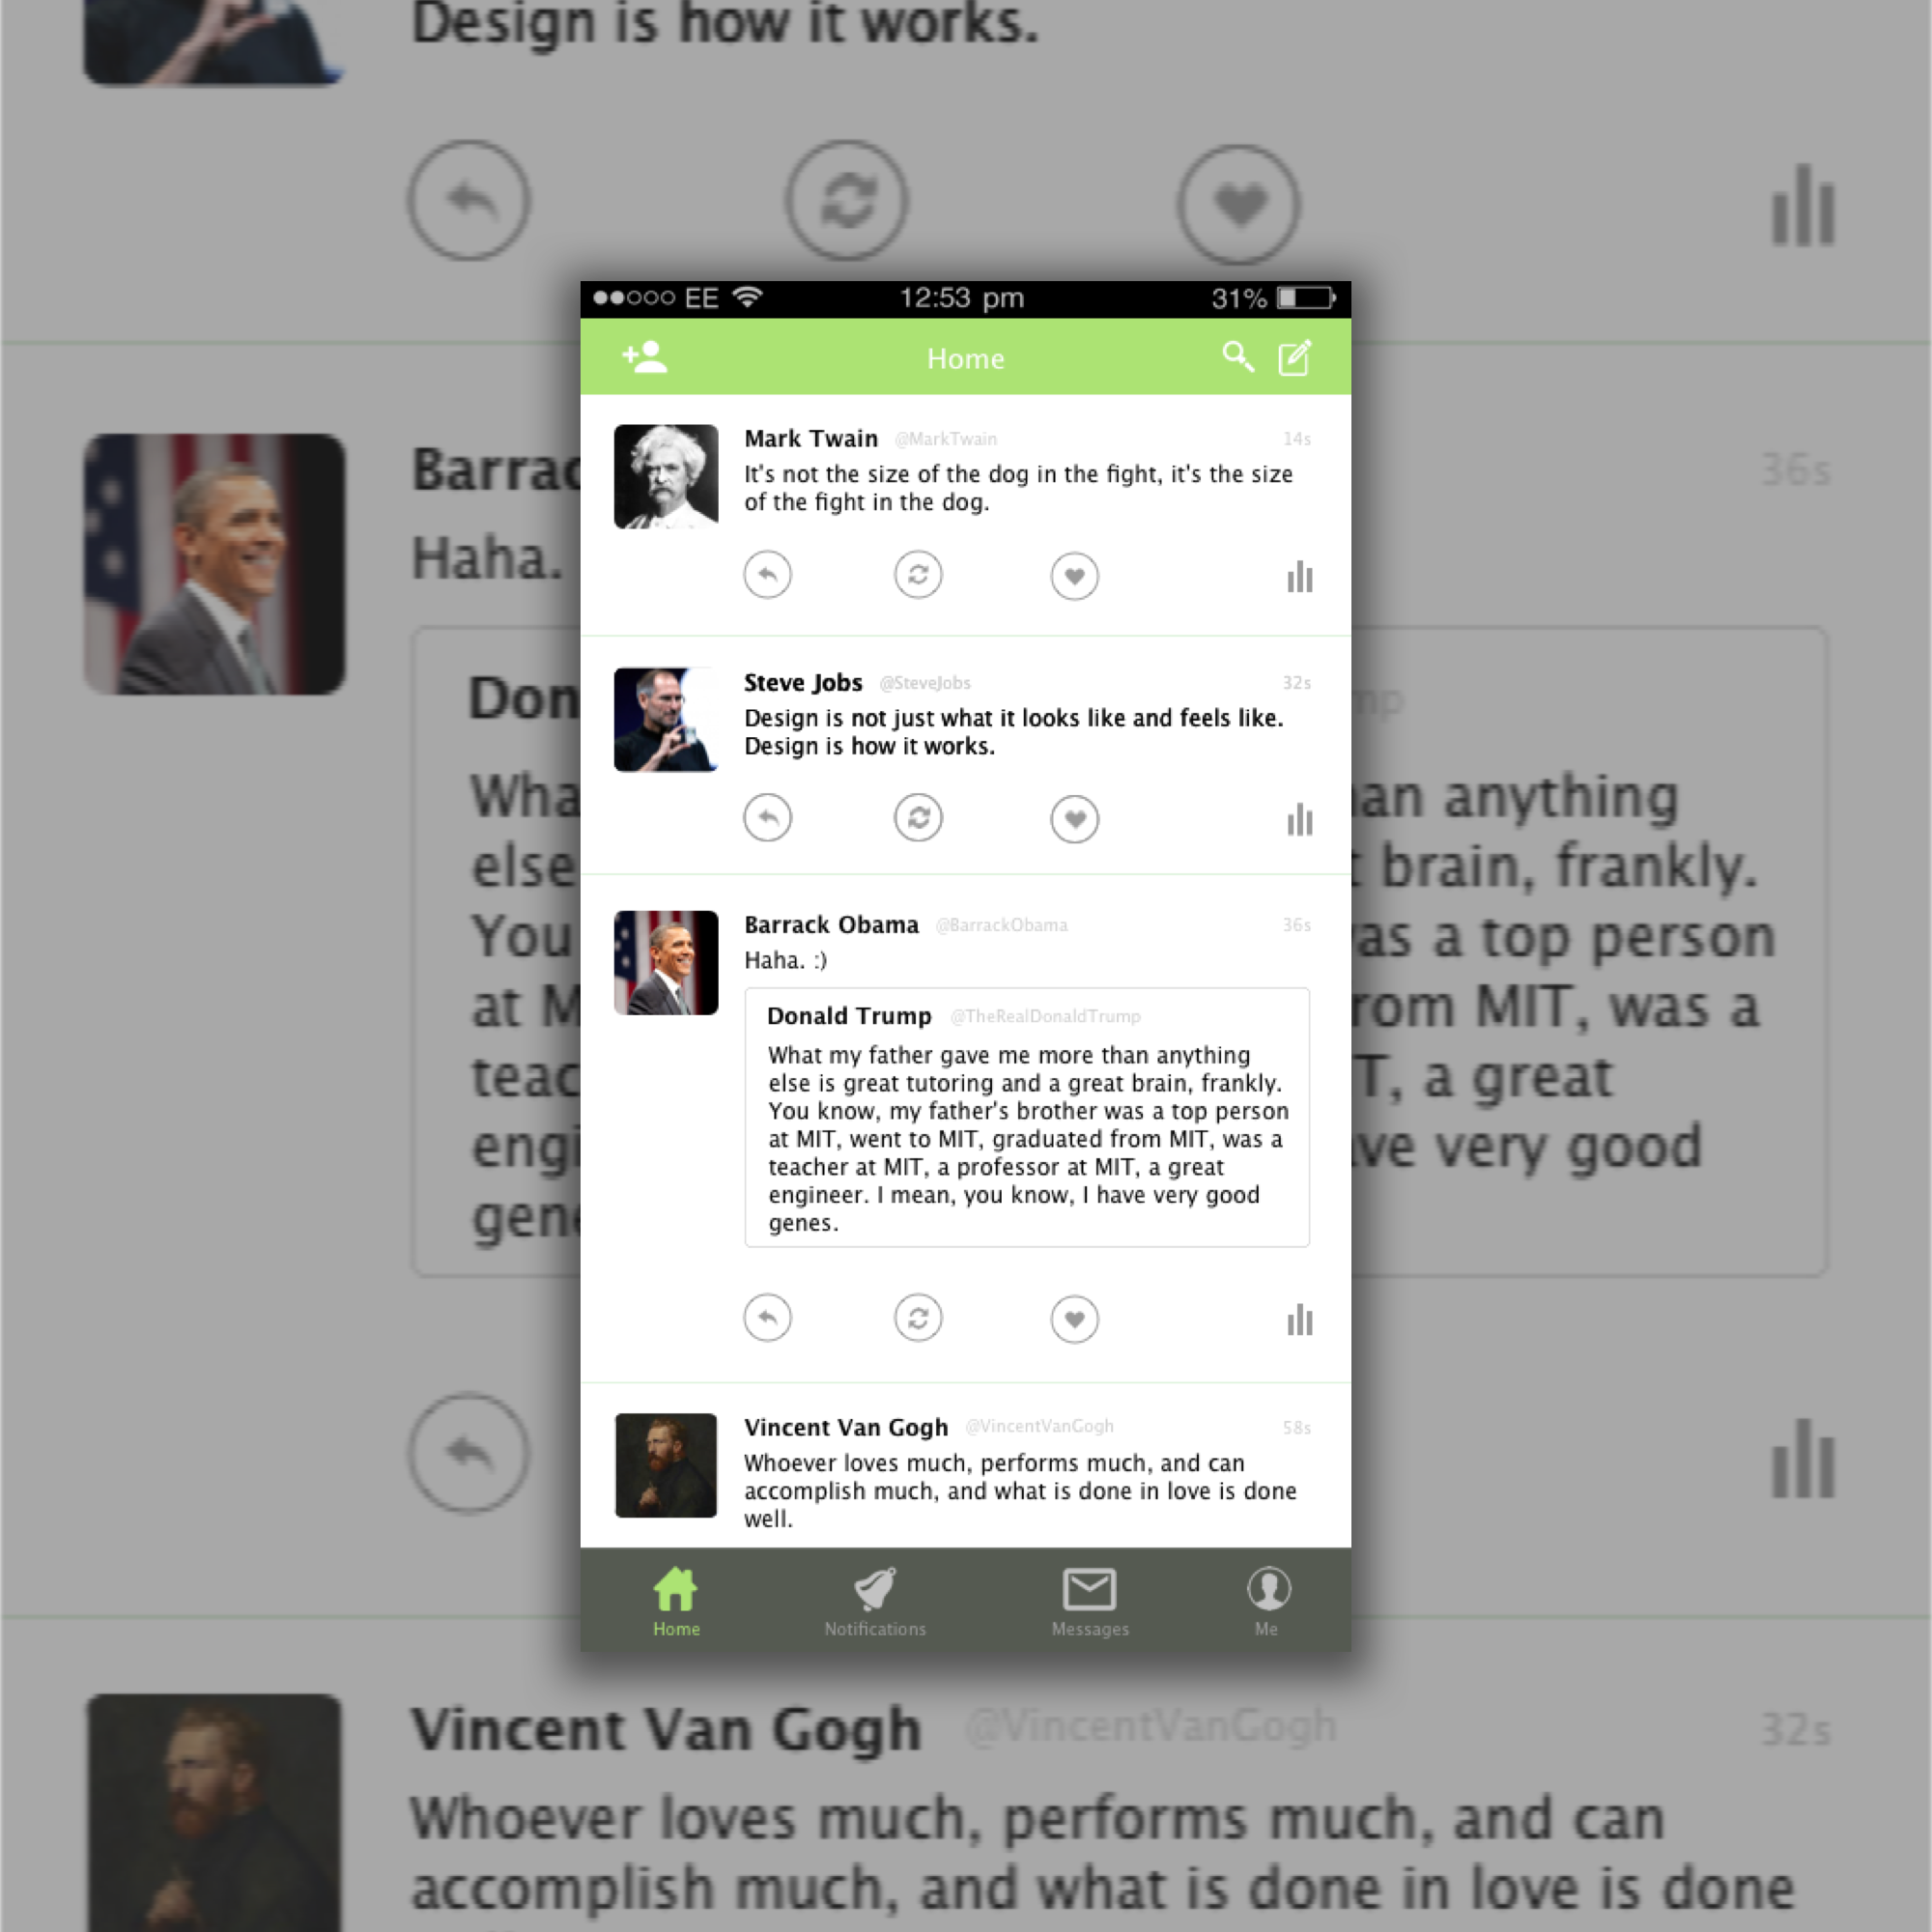 Design is how it works.
EE 12:53 pm 31%
Home
Mark Twain @MarkTwain 14s
It's not the size of the dog in the fight, it's the size
of the fight in the dog.
Steve Jobs @SteveJobs 32s
Design is not just what it looks like and feels like.
Design is how it works.
Barrack Obama @BarrackObama 36s
Haha. :)
Donald Trump @TheRealDonaldTrump
What my father gave me more than anything
else is great tutoring and a great brain, frankly.
You know, my father's brother was a top person
at MIT, went to MIT, graduated from MIT, was a
teacher at MIT, a professor at MIT, a great
engineer. I mean, you know, I have very good
genes.
Vincent Van Gogh @VincentVanGogh 58s
Whoever loves much, performs much, and can
accomplish much, and what is done in love is done
well.
Home Notifications Messages Me
Barrac 36s
Haha.
Don mp
Wha an anything
else t brain, frankly.
You as a top person
at M rom MIT, was a
teac T, a great
engi ve very good
gen
Vincent Van Gogh @VincentVanGogh 32s
Whoever loves much, performs much, and can
accomplish much, and what is done in love is done